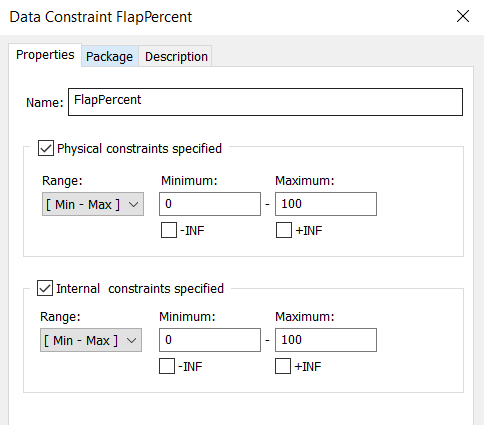 Data Constraint FlapPercent
Properties Package Description
Name: FlapPercent
Physical constraints specified
Range: Minimum: Maximum:
[ Min - Max ] 0 - 100
-INF +INF
Internal constraints specified
Range: Minimum: Maximum:
[ Min - Max ] 0 - 100
-INF +INF